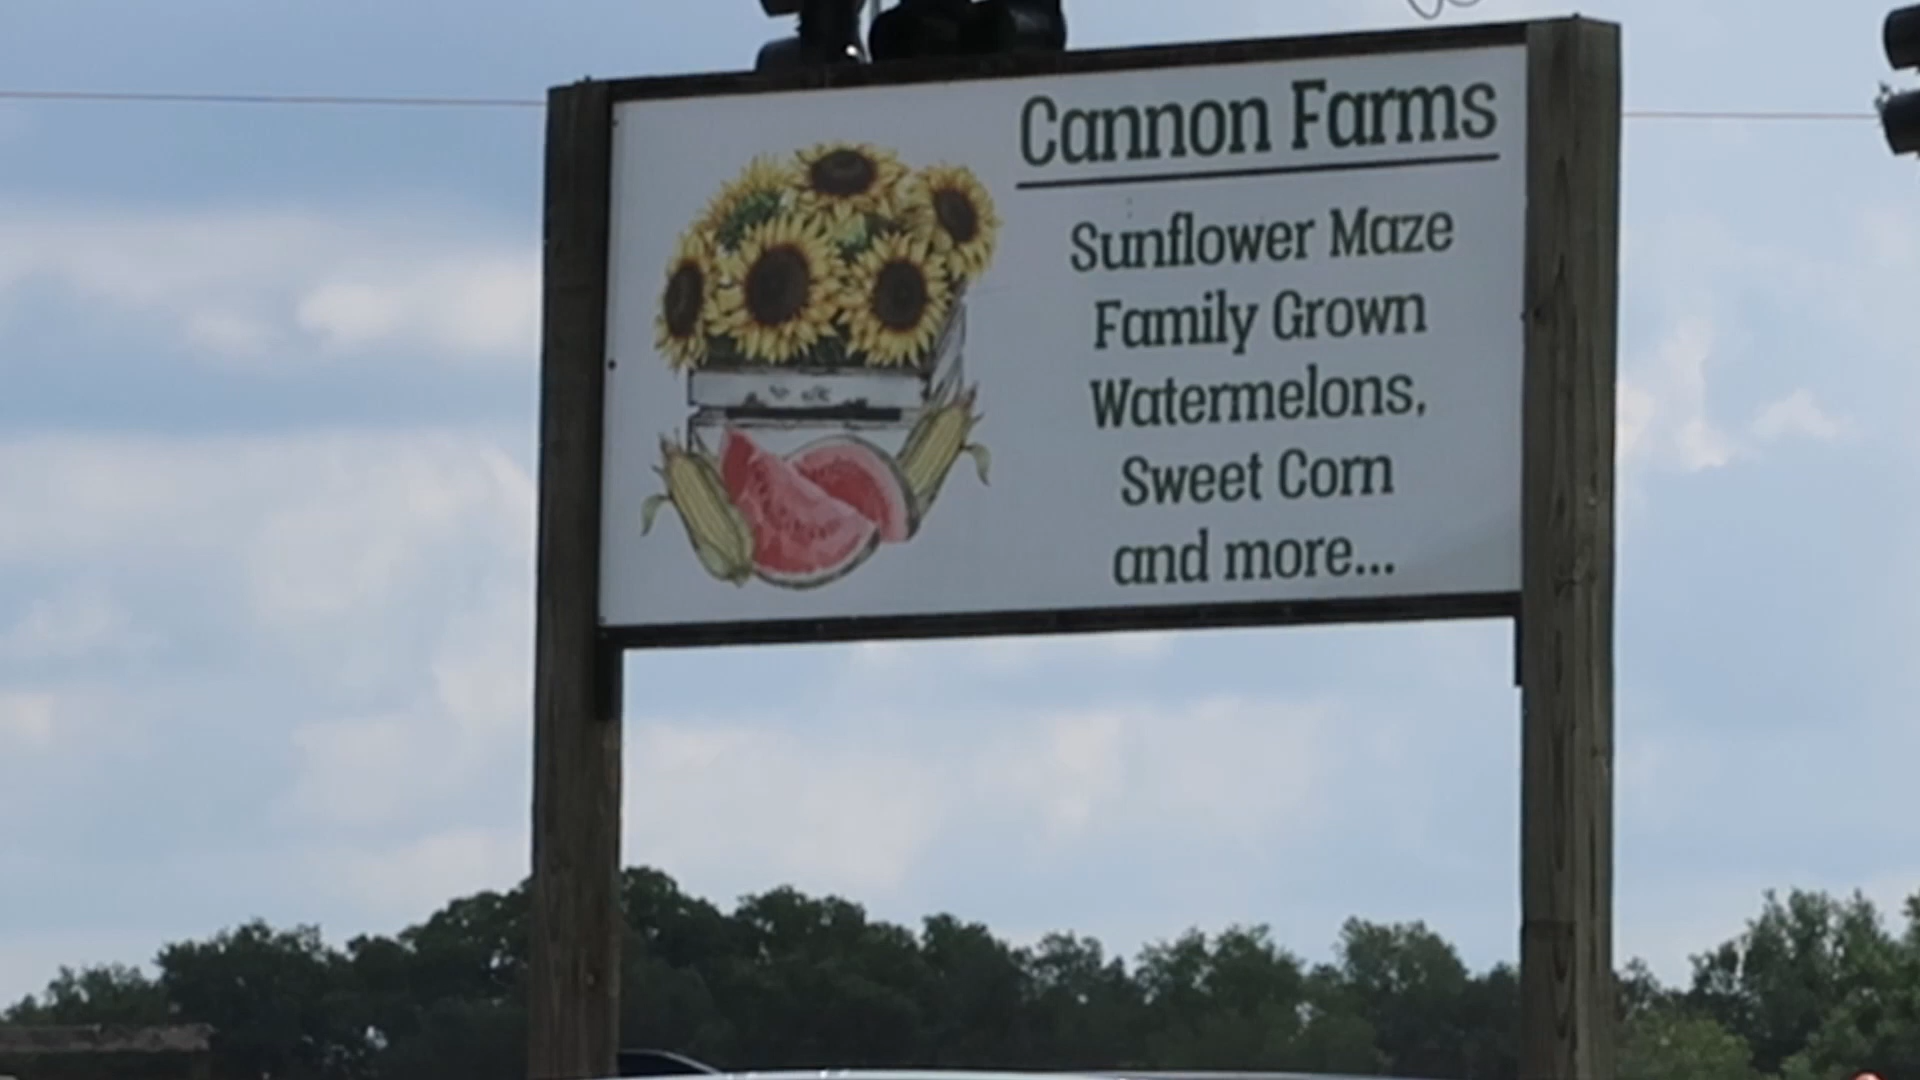 Cannon Farms
Sunflower Maze
Family Grown
Watermelons,
Sweet Corn
and more...